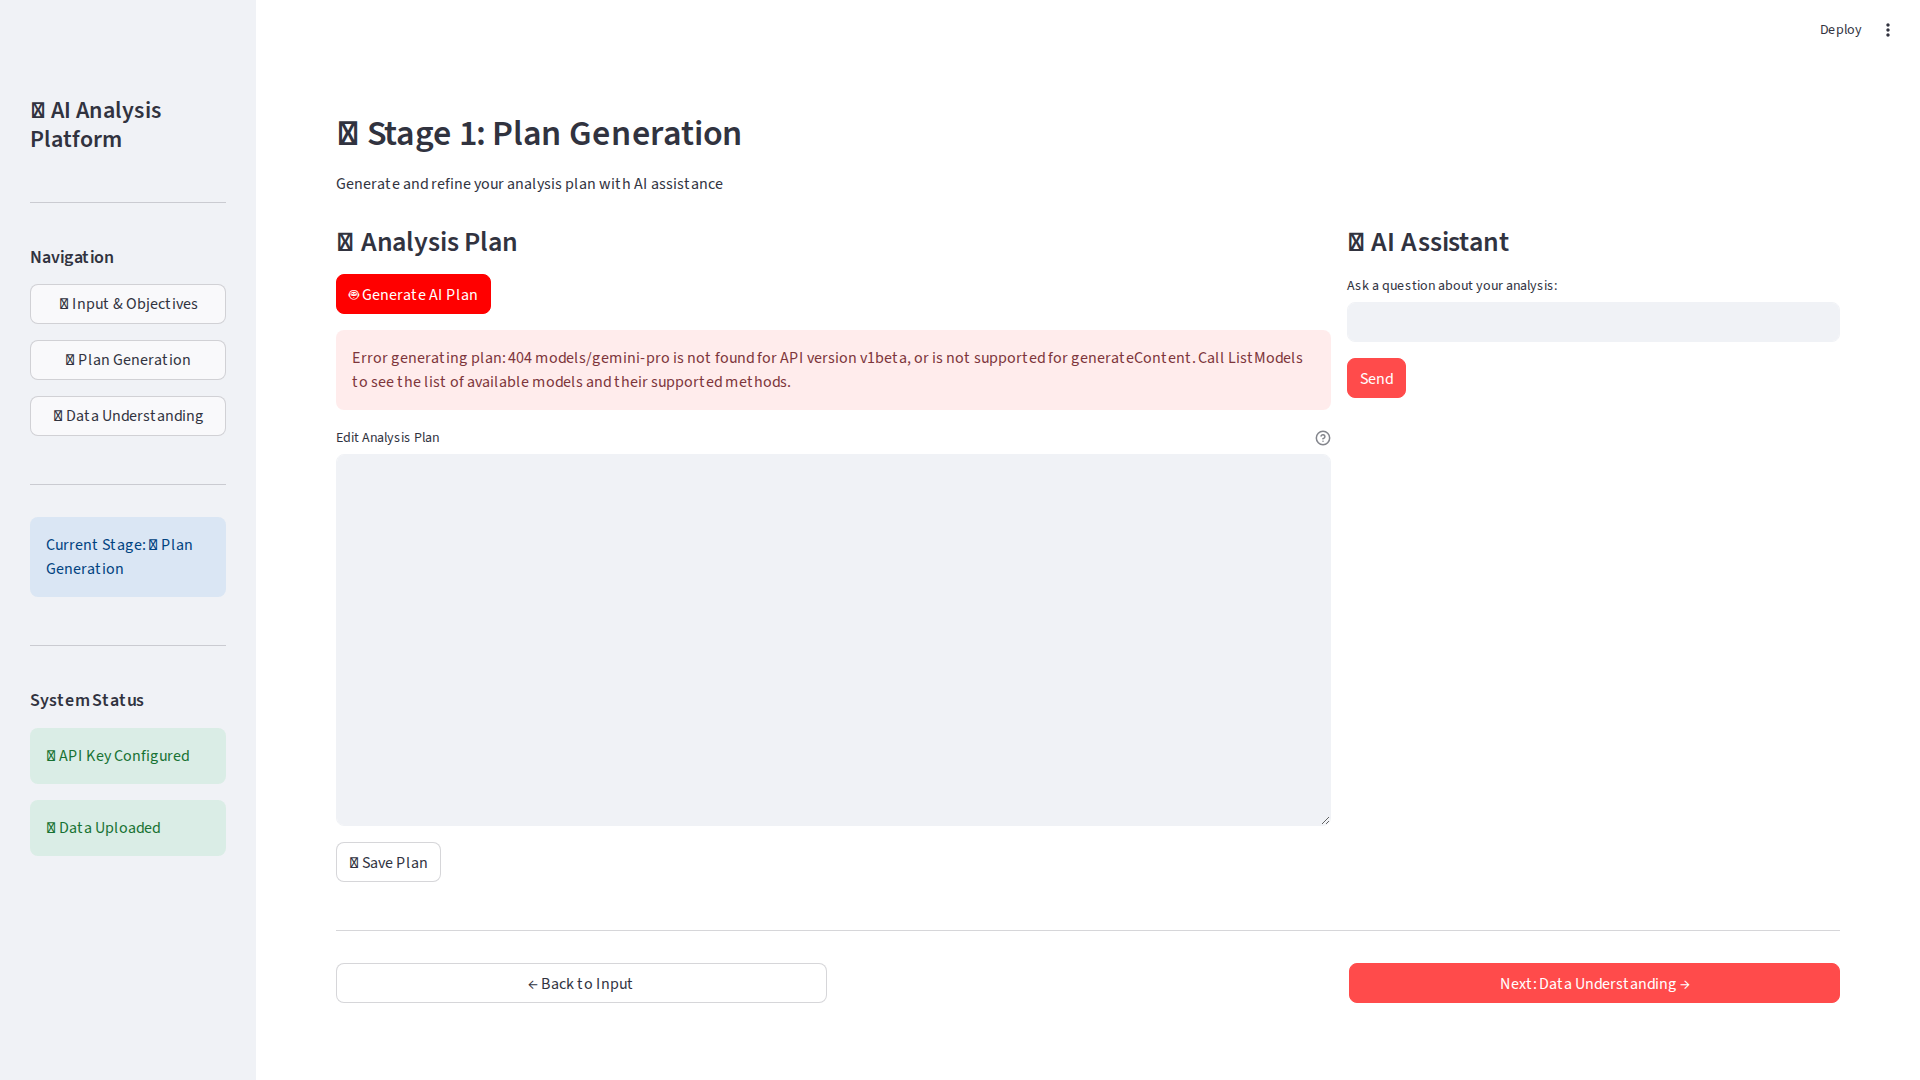 Deploy
AI Analysis
Platform
Navigation
Input & Objectives
Plan Generation
Data Understanding
Current Stage: Plan
Generation
System Status
API Key Configured
Data Uploaded
Stage 1: Plan Generation
Generate and refine your analysis plan with AI assistance
Analysis Plan
Generate AI Plan
Error generating plan: 404 models/gemini-pro is not found for API version v1beta, or is not supported for generateContent. Call ListModels
to see the list of available models and their supported methods.
Edit Analysis Plan
Save Plan
AI Assistant
Ask a question about your analysis:
Send
← Back to Input
Next: Data Understanding →